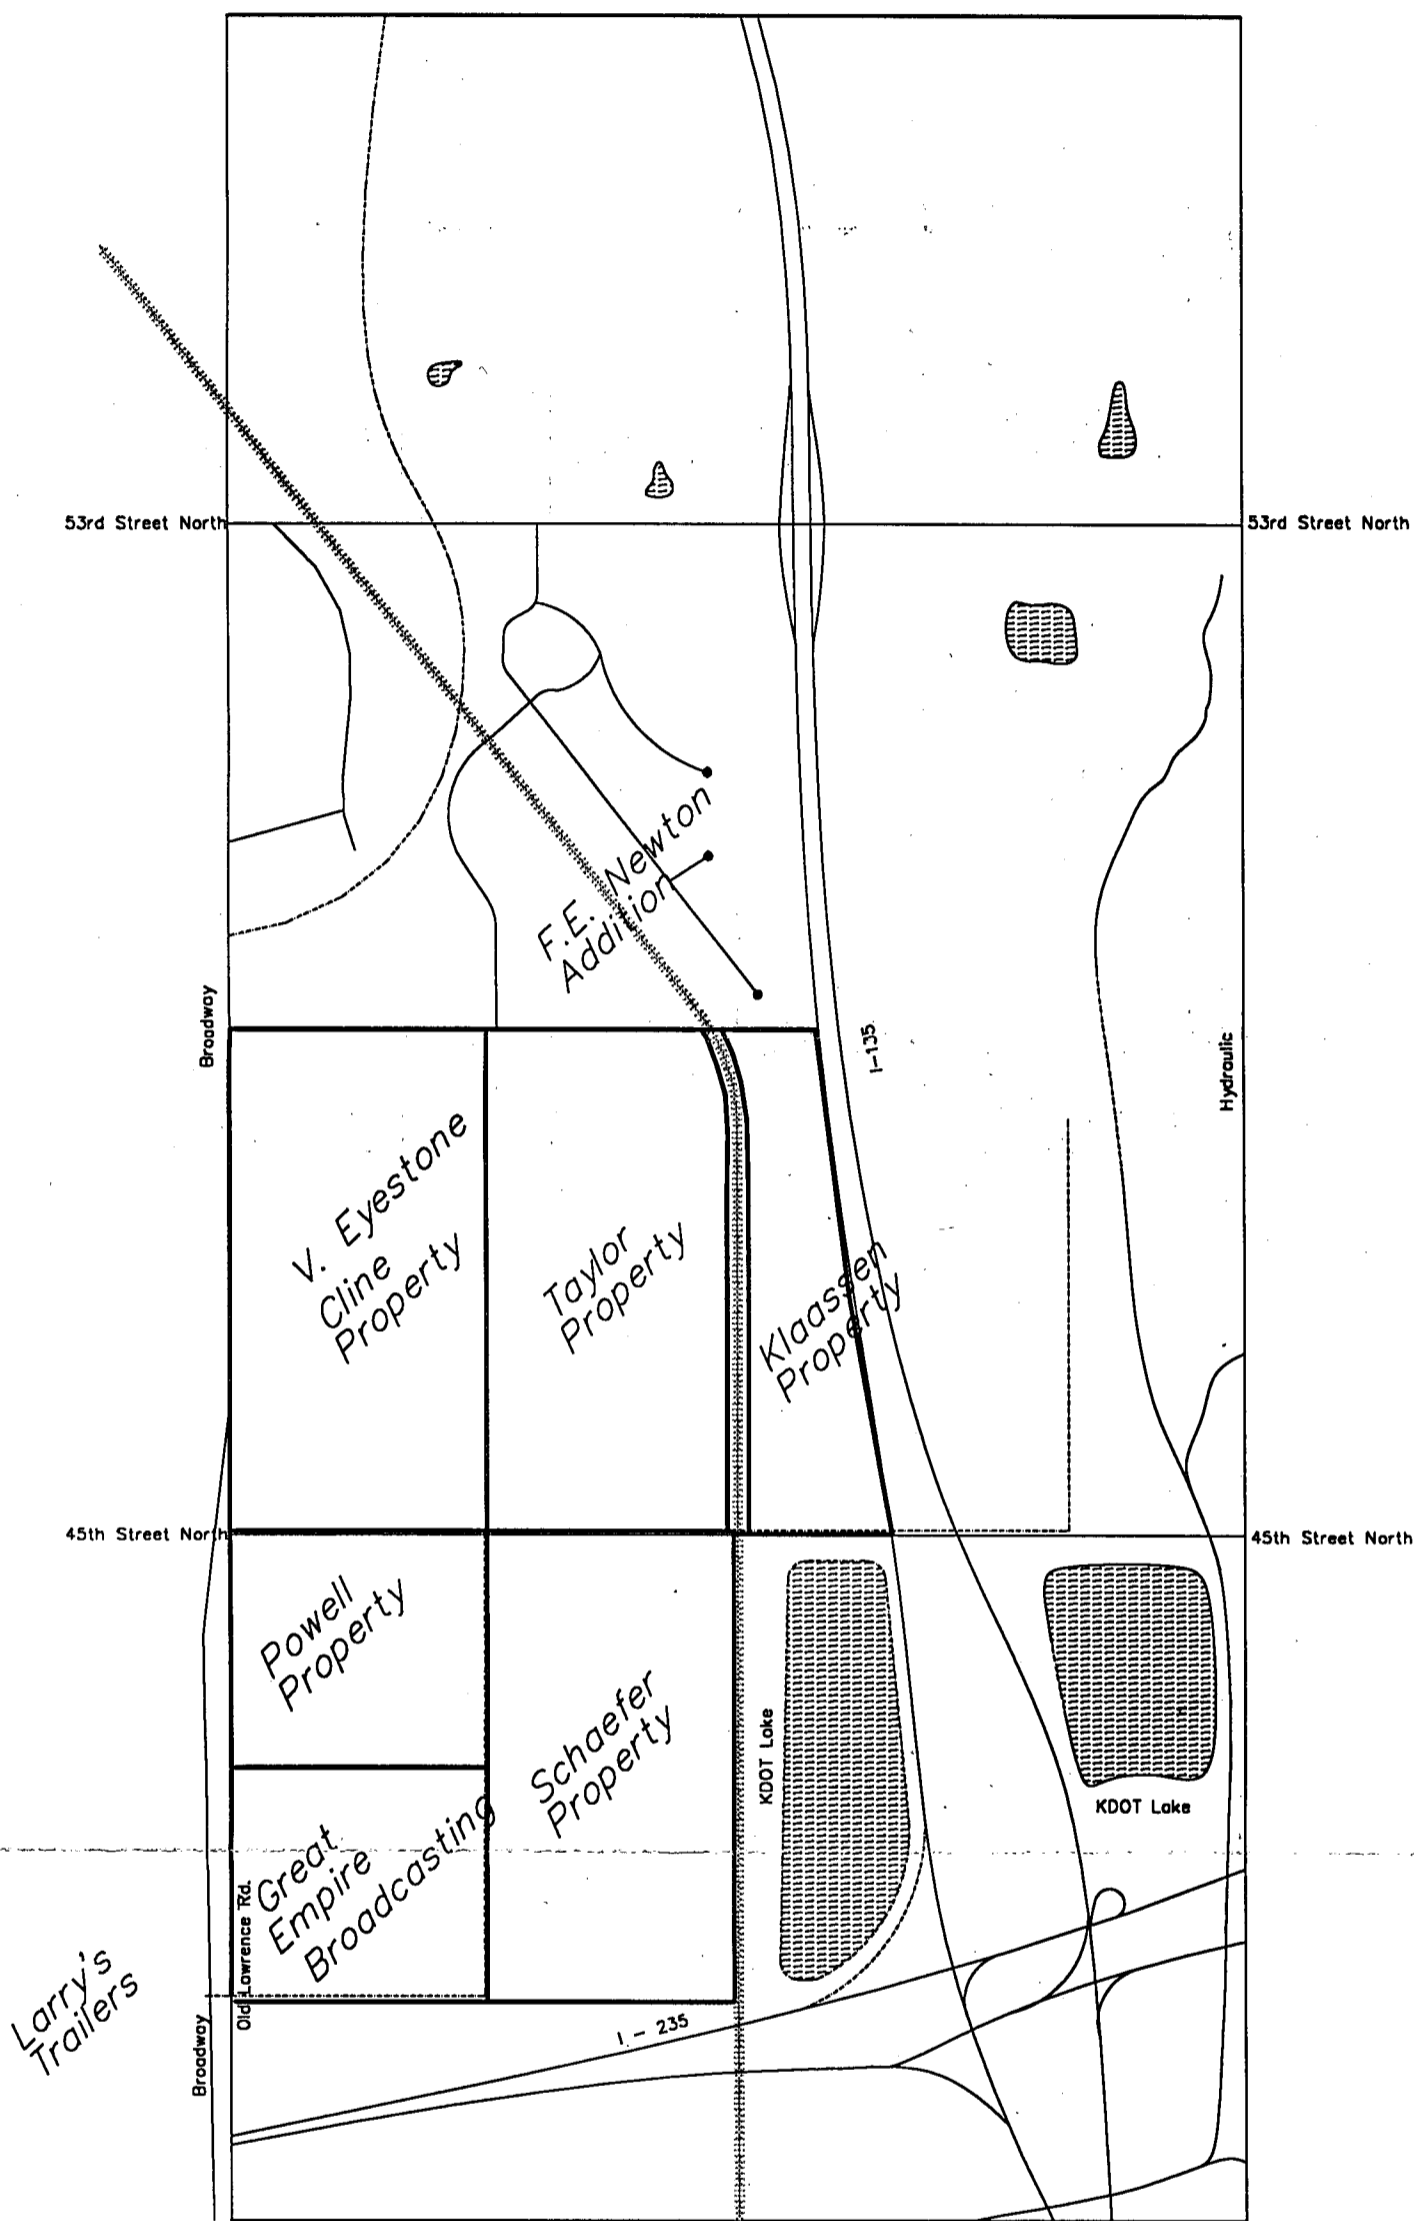 53rd Street North
53rd Street North
F.E. Newton
Addition
Broadway
I-135
Hydraulic
V. Eyestone
Cline
Property
Taylor
Property
Klaassen
Property
45th Street North
45th Street North
Powell
Property
Schaefer
Property
KDOT Lake
KDOT Lake
Great
Empire
Broadcasting
Old Lawrence Rd.
Larry's
Trailers
Broadway
I - 235